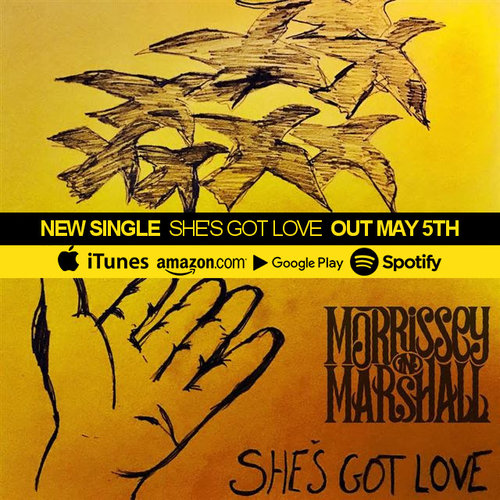 NEW SINGLE SHE'S GOT LOVE OUT MAY 5TH
iTunes amazon.com Google Play Spotify
MORRISSEY
AND
MARSHALL
SHE'S GOT LOVE